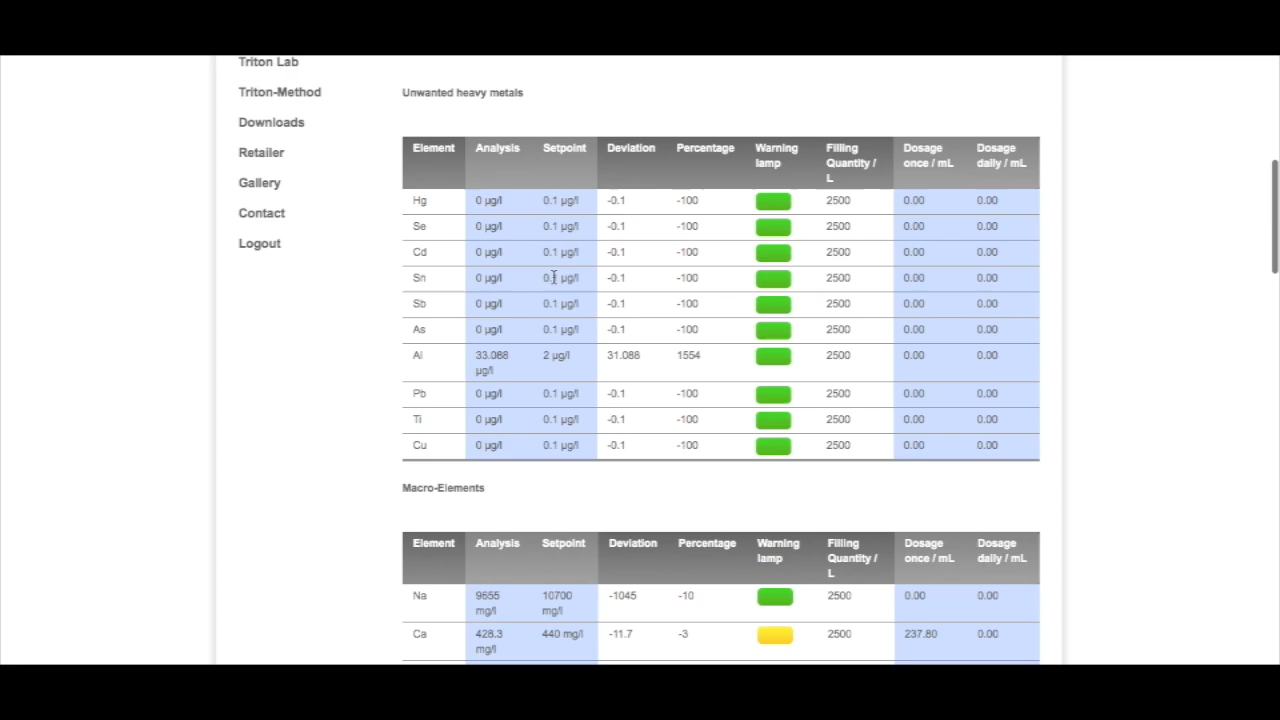 Triton Lab
Triton-Method
Downloads
Retailer
Gallery
Contact
Logout
Unwanted heavy metals
Element Analysis Setpoint Deviation Percentage Warning lamp Filling Quantity / L Dosage once / mL Dosage daily / mL
Hg 0 µg/l 0.1 µg/l -0.1 -100 2500 0.00 0.00
Se 0 µg/l 0.1 µg/l -0.1 -100 2500 0.00 0.00
Cd 0 µg/l 0.1 µg/l -0.1 -100 2500 0.00 0.00
Sn 0 µg/l 0.1 µg/l -0.1 -100 2500 0.00 0.00
Sb 0 µg/l 0.1 µg/l -0.1 -100 2500 0.00 0.00
As 0 µg/l 0.1 µg/l -0.1 -100 2500 0.00 0.00
Al 33.088 µg/l 2 µg/l 31.088 1554 2500 0.00 0.00
Pb 0 µg/l 0.1 µg/l -0.1 -100 2500 0.00 0.00
Ti 0 µg/l 0.1 µg/l -0.1 -100 2500 0.00 0.00
Cu 0 µg/l 0.1 µg/l -0.1 -100 2500 0.00 0.00
Macro-Elements
Element Analysis Setpoint Deviation Percentage Warning lamp Filling Quantity / L Dosage once / mL Dosage daily / mL
Na 9655 mg/l 10700 mg/l -1045 -10 2500 0.00 0.00
Ca 428.3 mg/l 440 mg/l -11.7 -3 2500 237.80 0.00